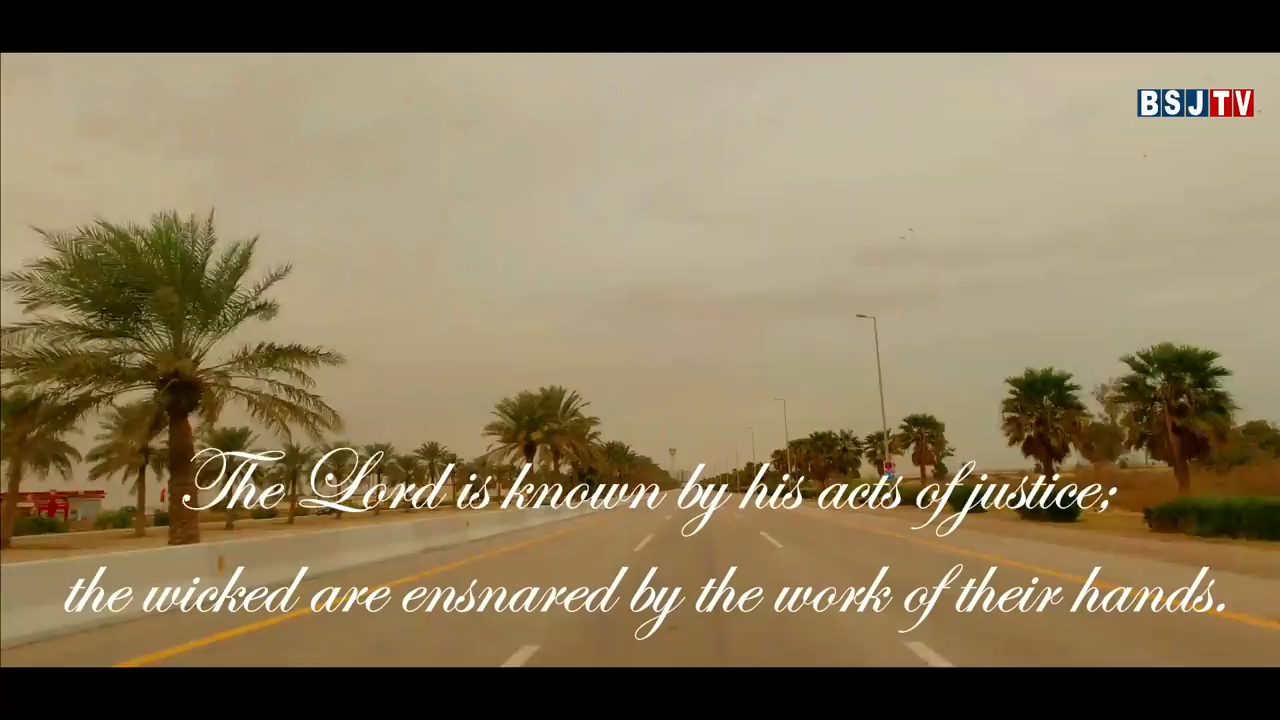 BSJTV
The Lord is known by his acts of justice;
the wicked are ensnared by the work of their hands.